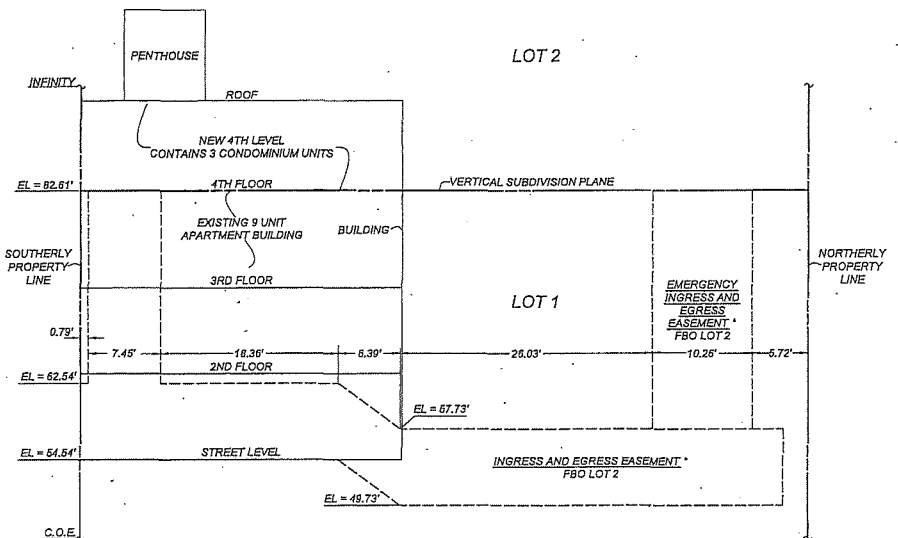 PENTHOUSE
LOT 2
INFINITY
ROOF
NEW 4TH LEVEL
CONTAINS 3 CONDOMINIUM UNITS
EL = 82.61'
4TH FLOOR
VERTICAL SUBDIVISION PLANE
EXISTING 9 UNIT
APARTMENT BUILDING
BUILDING
SOUTHERLY
PROPERTY
LINE
NORTHERLY
PROPERTY
LINE
3RD FLOOR
LOT 1
EMERGENCY
INGRESS AND
EGRESS
EASEMENT *
FBO LOT 2
0.79'
7.45'
18.36'
6.39'
26.03'
10.25'
5.72'
2ND FLOOR
EL = 62.54'
EL = 57.73'
EL = 54.54'
STREET LEVEL
INGRESS AND EGRESS EASEMENT *
FBO LOT 2
EL = 49.73'
C.O.E.